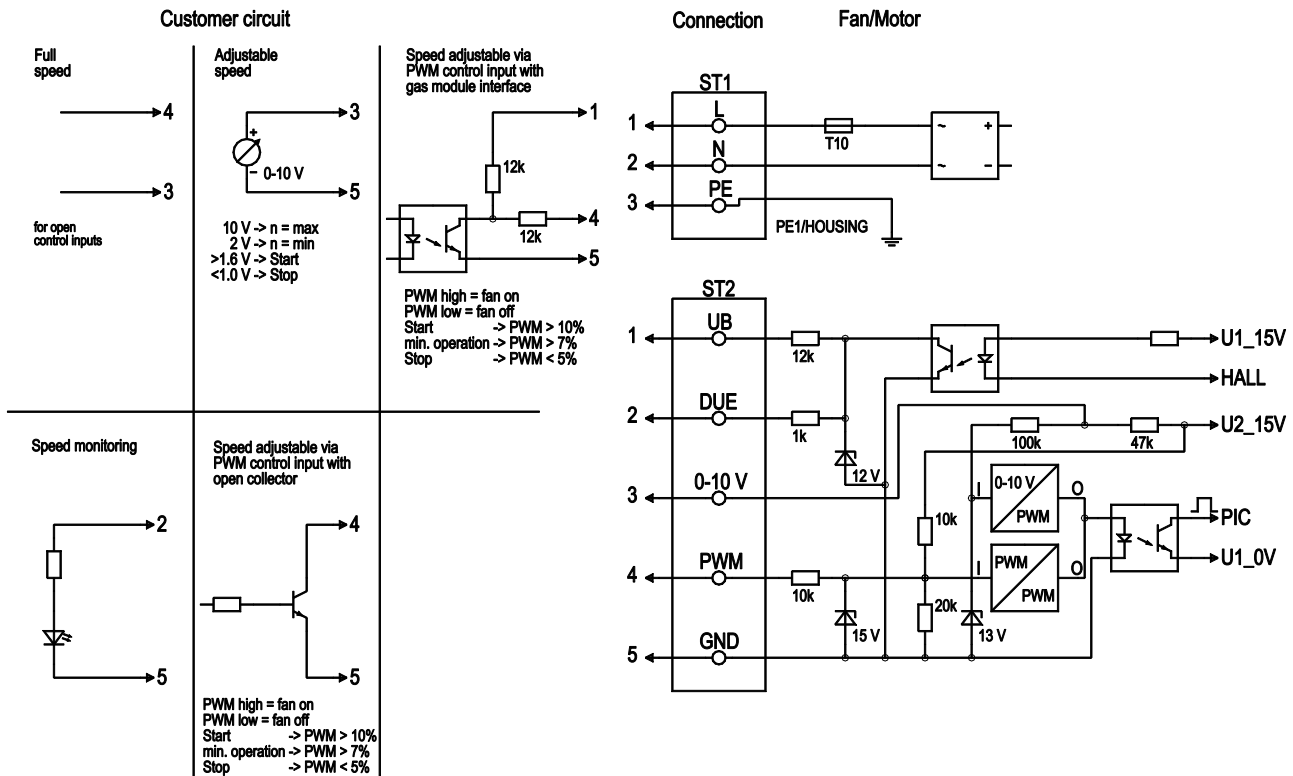 Customer circuit
Connection
Fan/Motor
Full
speed
4
3
for open
control inputs
Adjustable
speed
3
+
- 0-10 V
5
10 V -> n = max
2 V -> n = min
>1.6 V -> Start
<1.0 V -> Stop
Speed adjustable via
PWM control input with
gas module interface
1
12k
4
12k
5
PWM high = fan on
PWM low = fan off
Start -> PWM > 10%
min. operation -> PWM > 7%
Stop -> PWM < 5%
Speed monitoring
2
5
Speed adjustable via
PWM control input with
open collector
4
5
PWM high = fan on
PWM low = fan off
Start -> PWM > 10%
min. operation -> PWM > 7%
Stop -> PWM < 5%
ST1
1 L
T10
~ +
2 N
~ -
3 PE
PE1/HOUSING
ST2
1 UB
12k
U1_15V
HALL
2 DUE
1k
100k
47k
U2_15V
12 V
3 0-10 V
I 0-10 V O
PWM
10k
PIC
U1_0V
4 PWM
10k
I PWM O
PWM
20k
15 V
13 V
5 GND